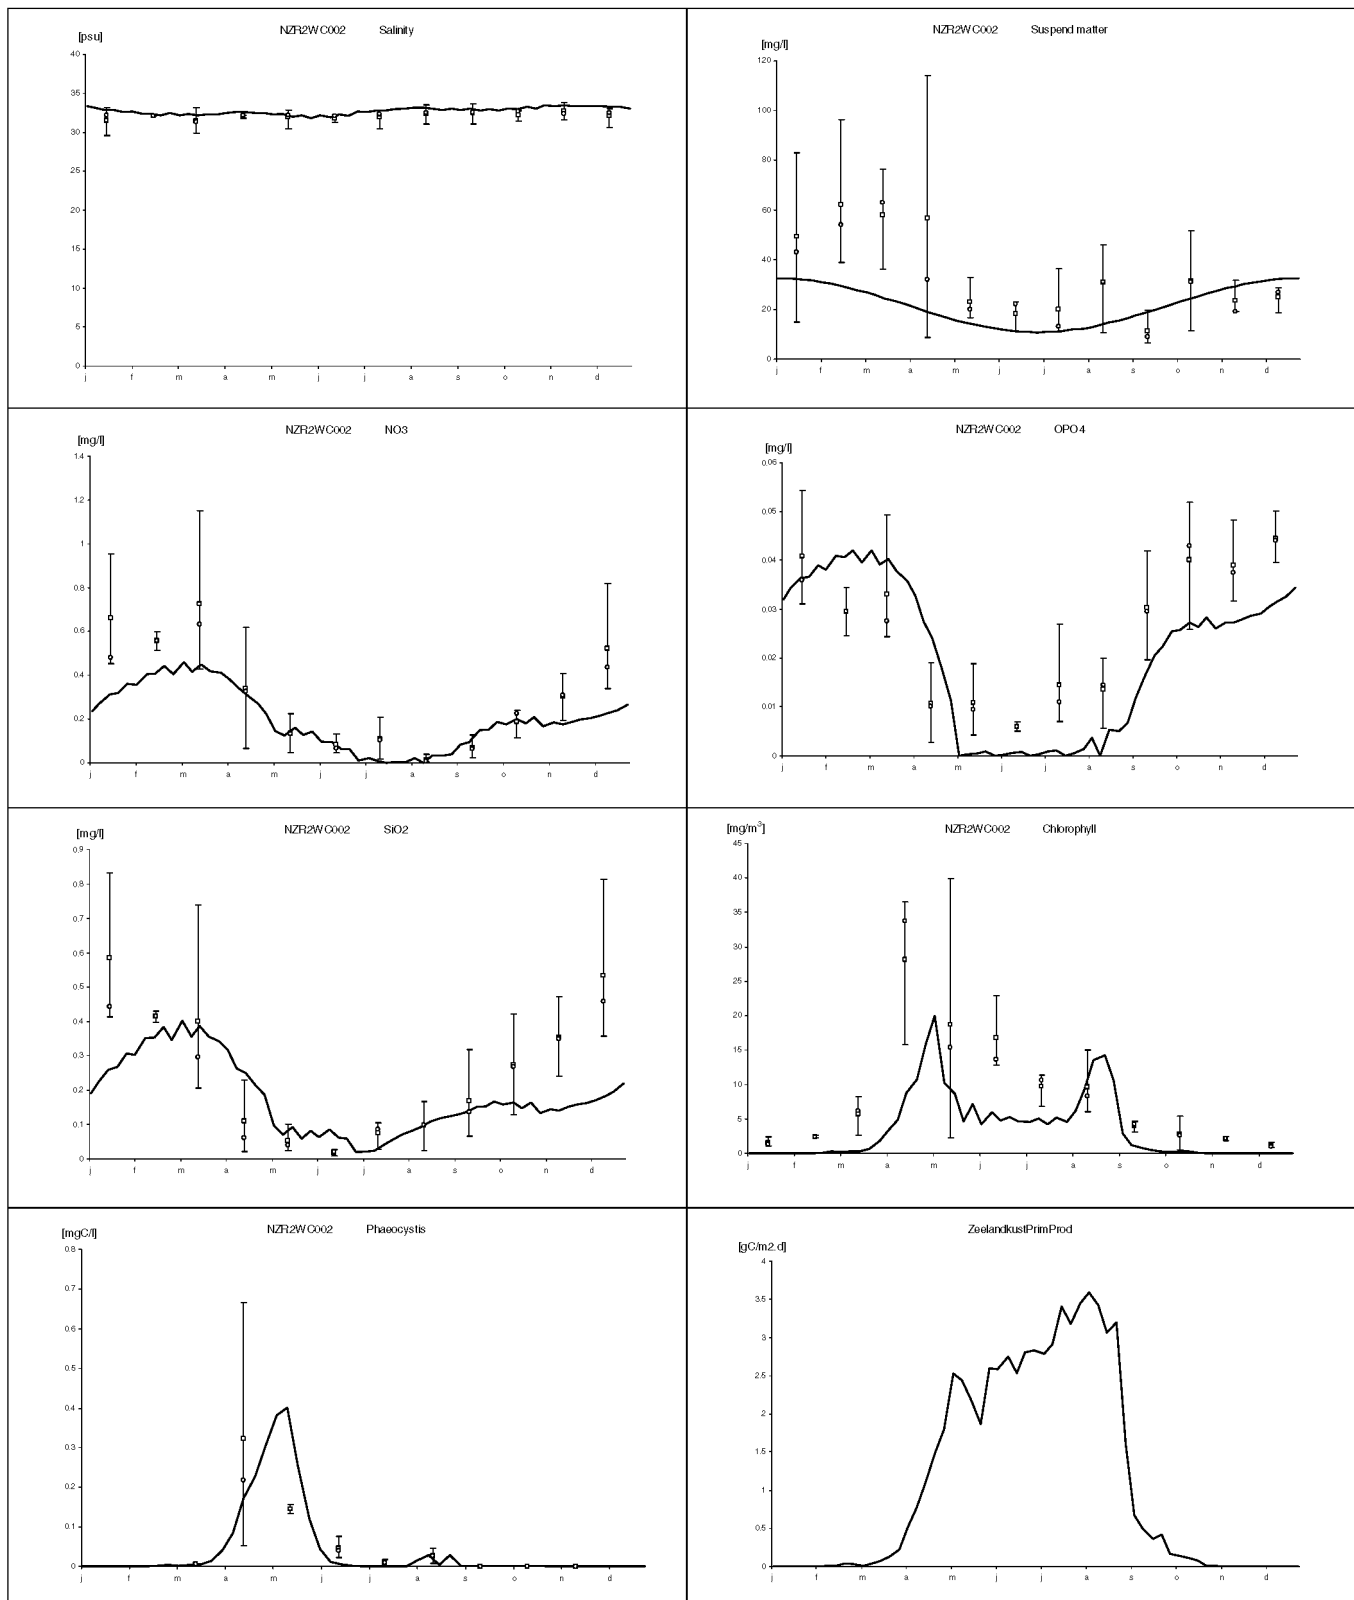 NZR2WC002 Salinity
[psu]
40
35
30
25
20
15
10
5
0
j f m a m j j a s o n d
NZR2WC002 Suspend matter
[mg/l]
120
100
80
60
40
20
0
j f m a m j j a s o n d
NZR2WC002 NO3
[mg/l]
1.4
1.2
1
0.8
0.6
0.4
0.2
0
j f m a m j j a s o n d
NZR2WC002 OPO4
[mg/l]
0.06
0.05
0.04
0.03
0.02
0.01
0
j f m a m j j a s o n d
NZR2WC002 SiO2
[mg/l]
0.9
0.8
0.7
0.6
0.5
0.4
0.3
0.2
0.1
0
j f m a m j j a s o n d
NZR2WC002 Chlorophyll
[mg/m³]
45
40
35
30
25
20
15
10
5
0
j f m a m j j a s o n d
NZR2WC002 Phaeocystis
[mgC/l]
0.8
0.7
0.6
0.5
0.4
0.3
0.2
0.1
0
j f m a m j j a s o n d
ZeelandkustPrimProd
[gC/m2.d]
4
3.5
3
2.5
2
1.5
1
0.5
0
j f m a m j j a s o n d